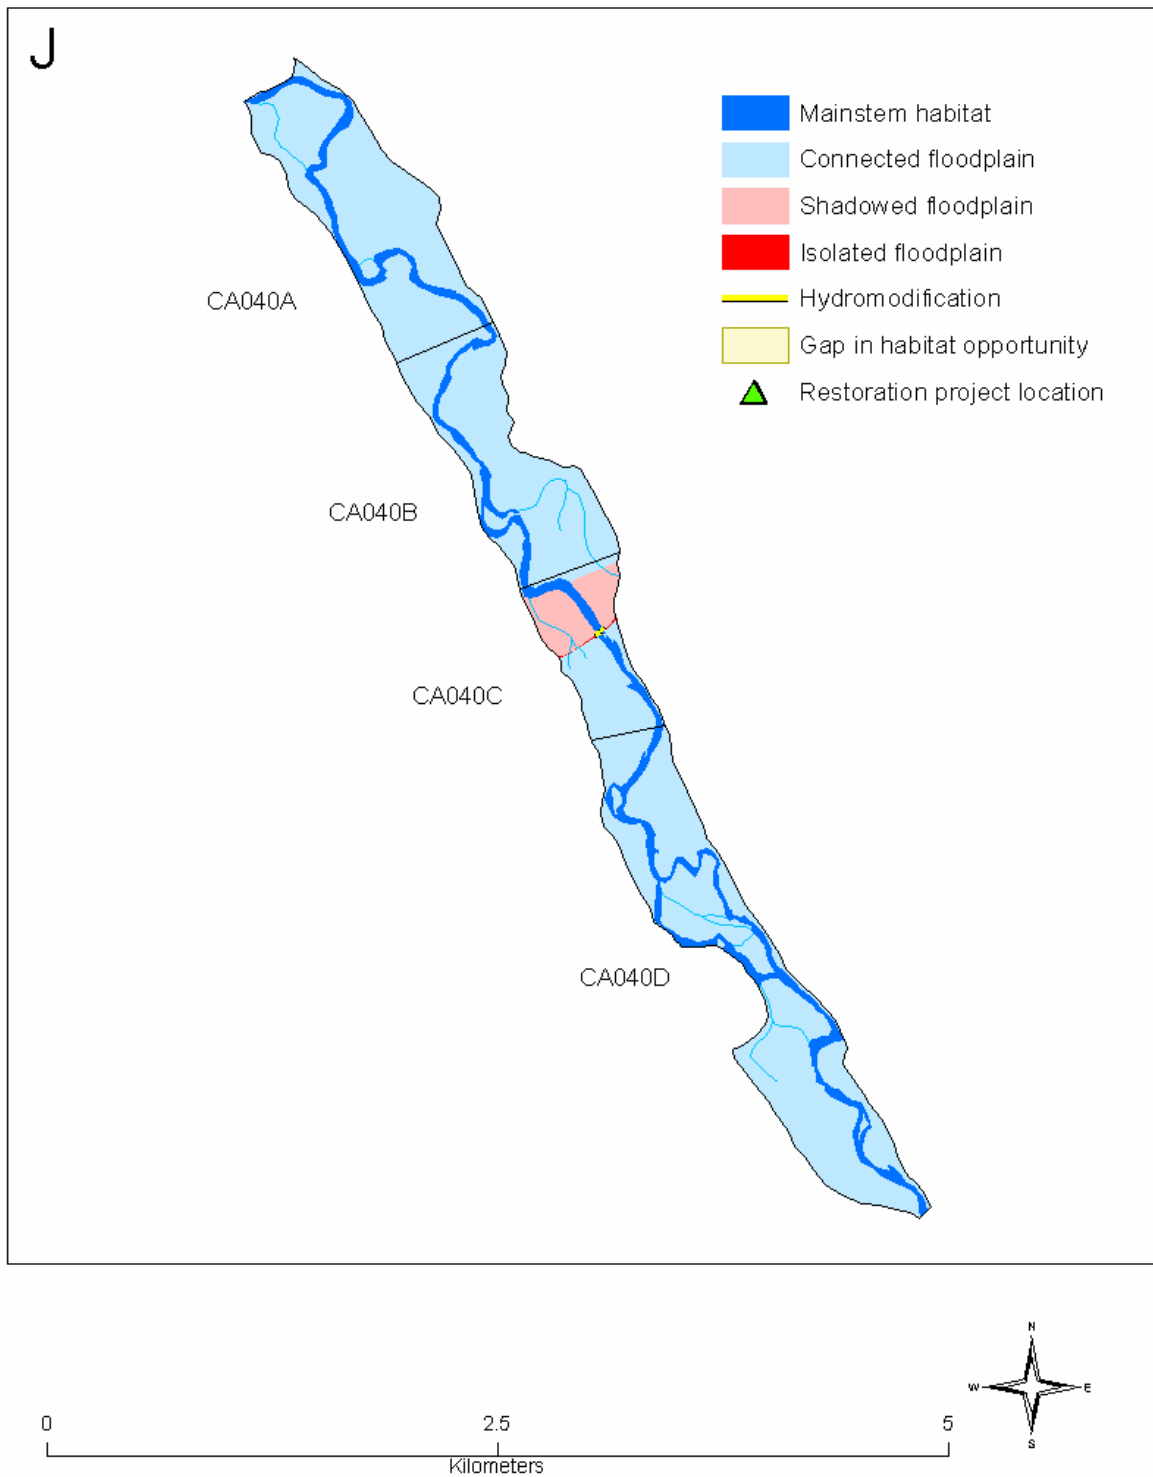 J
Mainstem habitat
Connected floodplain
Shadowed floodplain
Isolated floodplain
Hydromodification
Gap in habitat opportunity
Restoration project location
CA040A
CA040B
CA040C
CA040D
N
W E
S
0 2.5 5
Kilometers